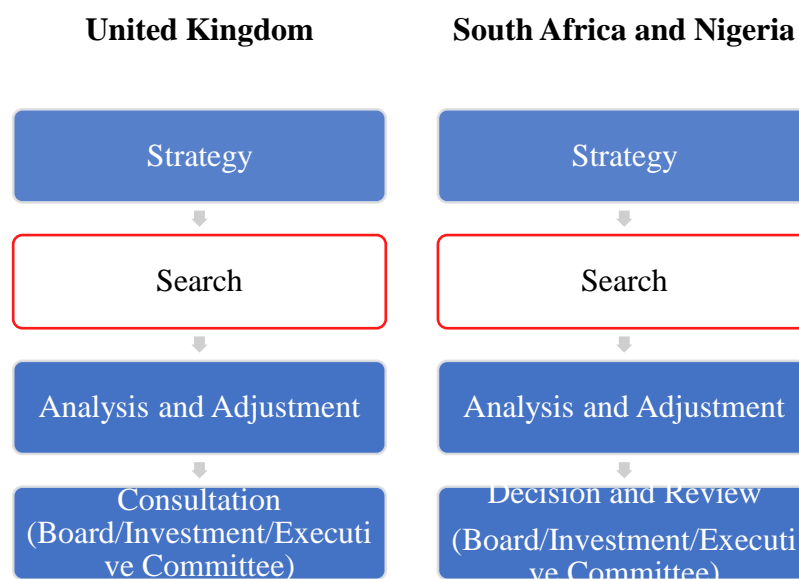 United Kingdom
Strategy
Search
Analysis and Adjustment
Consultation
(Board/Investment/Executi
ve Committee)
South Africa and Nigeria
Strategy
Search
Analysis and Adjustment
Decision and Review
(Board/Investment/Executi
ve Committee)